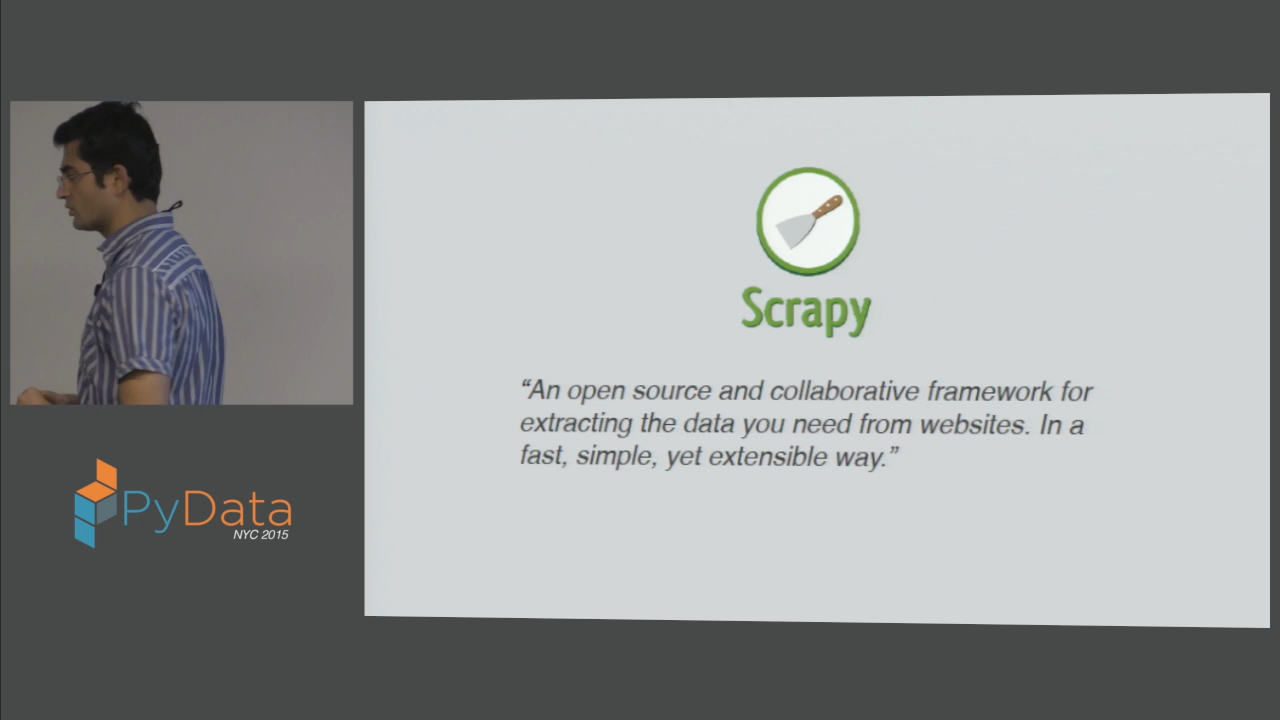 Scrapy
“An open source and collaborative framework for
extracting the data you need from websites. In a
fast, simple, yet extensible way.”
PyData
NYC 2015